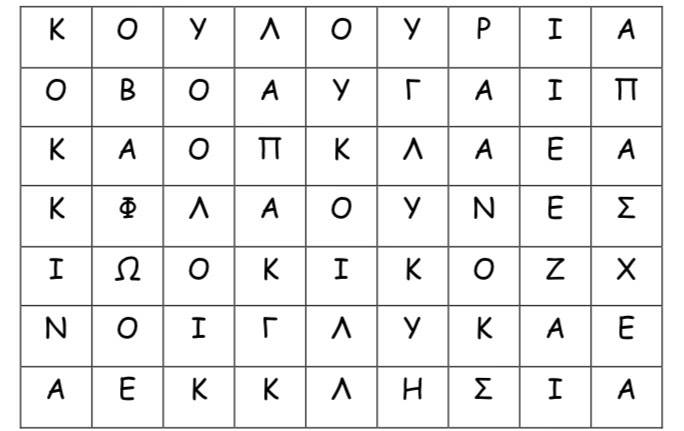 Κ Ο Υ Λ Ο Υ Ρ Ι Α
Ο Β Ο Α Υ Γ Α Ι Π
Κ Α Ο Π Κ Λ Α Ε Α
Κ Φ Λ Α Ο Υ Ν Ε Σ
Ι Ω Ο Κ Ι Κ Ο Ζ Χ
Ν Ο Ι Γ Λ Υ Κ Α Ε
Α Ε Κ Κ Λ Η Σ Ι Α